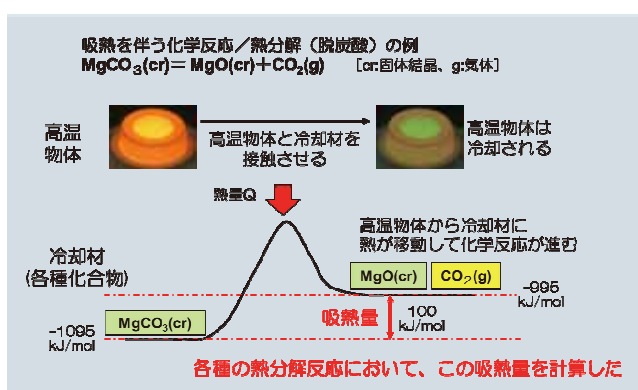 吸熱を伴う化学反応／熱分解（脱炭酸）の例
MgCO₃(cr)＝ MgO(cr)＋CO₂(g) ［cr:固体結晶、g:気体］
高温
物体
高温物体と冷却材を
接触させる
高温物体は
冷却される
熱量Q
高温物体から冷却材に
熱が移動して化学反応が進む
冷却材
(各種化合物)
MgO(cr)
CO₂(g)
-995
kJ/mol
MgCO₃(cr)
吸熱量
100
kJ/mol
-1095
kJ/mol
各種の熱分解反応において、この吸熱量を計算した